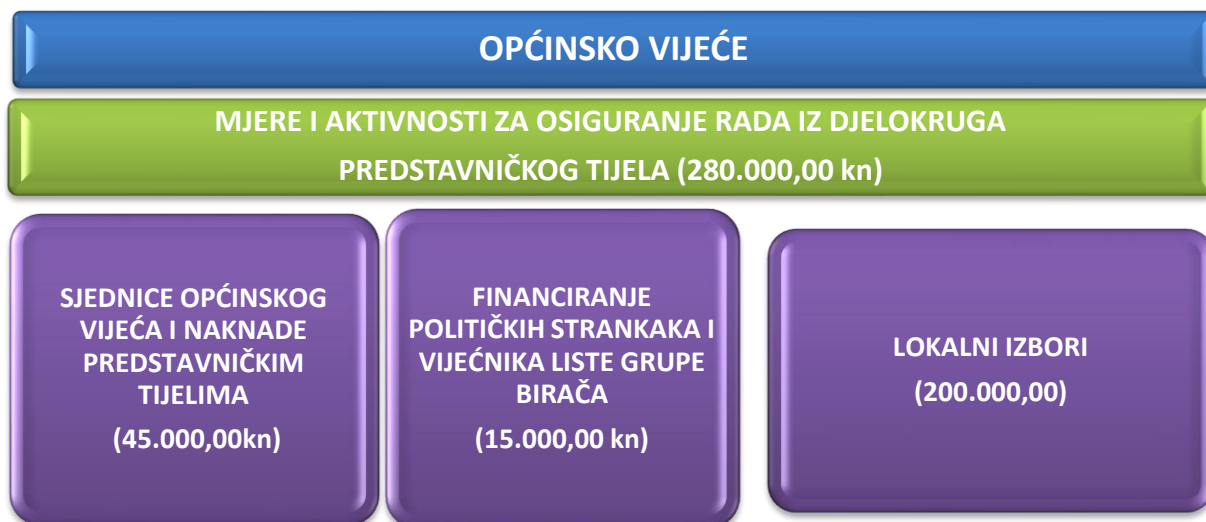 OPĆINSKO VIJEĆE
MJERE I AKTIVNOSTI ZA OSIGURANJE RADA IZ DJELOKRUGA
PREDSTAVNIČKOG TIJELA (280.000,00 kn)
SJEDNICE OPĆINSKOG
VIJEĆA I NAKNADE
PREDSTAVNIČKIM
TIJELIMA
(45.000,00kn)
FINANCIRANJE
POLITIČKIH STRANKAKA I
VIJEĆNIKA LISTE GRUPE
BIRAČA
(15.000,00 kn)
LOKALNI IZBORI
(200.000,00)